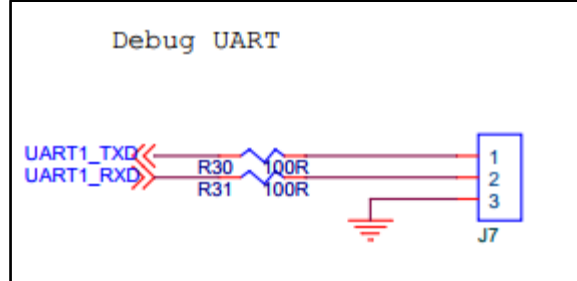 Debug UART
UART1_TXD R30 100R 1
UART1_RXD R31 100R 2
3
J7